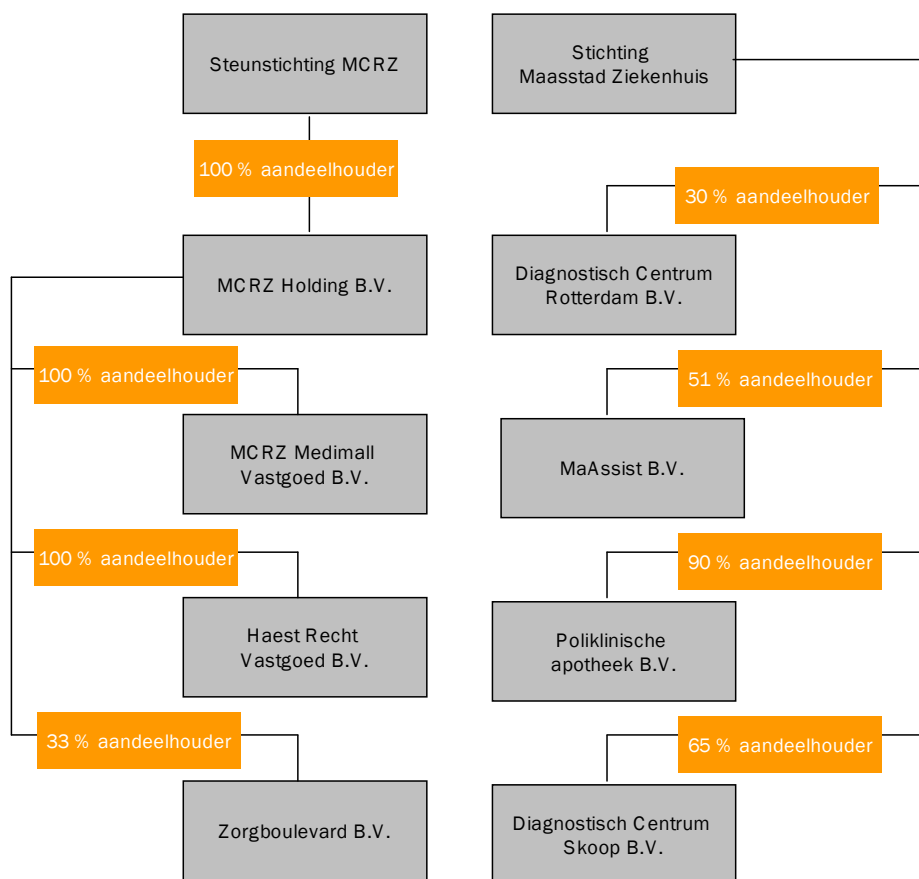 Steunstichting MCRZ
Stichting
Maasstad Ziekenhuis
100 % aandeelhouder
30 % aandeelhouder
MCRZ Holding B.V.
Diagnostisch Centrum
Rotterdam B.V.
100 % aandeelhouder
51 % aandeelhouder
MCRZ Medimall
Vastgoed B.V.
MaAssist B.V.
100 % aandeelhouder
90 % aandeelhouder
Haest Recht
Vastgoed B.V.
Poliklinische
apotheek B.V.
33 % aandeelhouder
65 % aandeelhouder
Zorgboulevard B.V.
Diagnostisch Centrum
Skoop B.V.